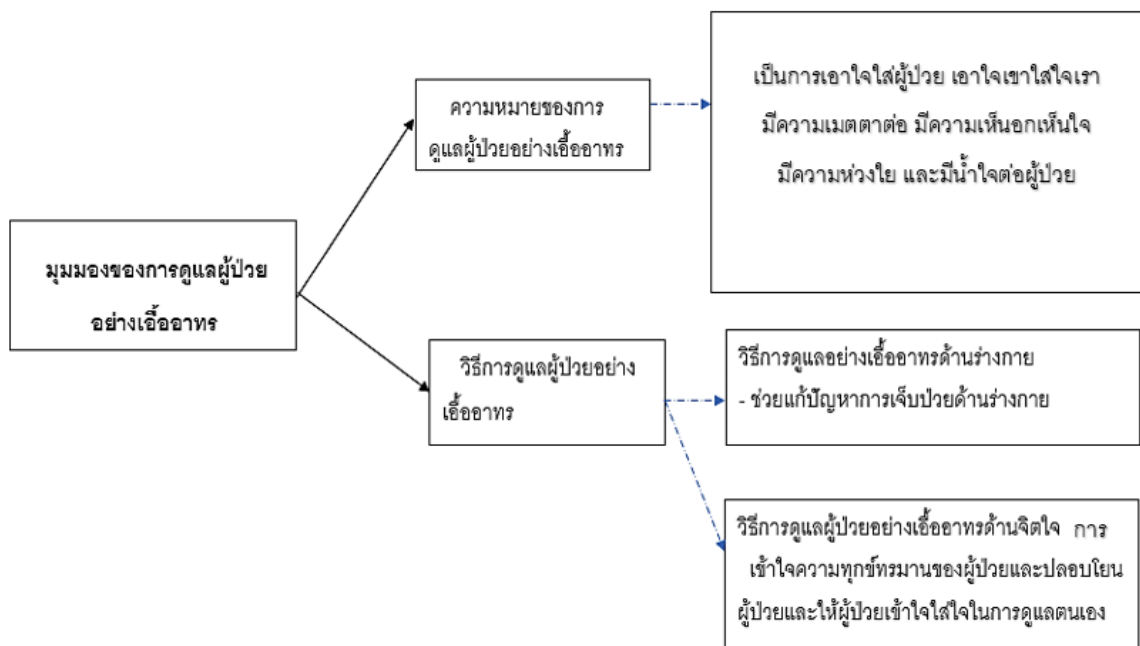 เป็นการเอาใจใส่ผู้ป่วย เอาใจเขาใส่ใจเรา
มีความเมตตาต่อ มีความเห็นอกเห็นใจ
มีความห่วงใย และมีน้ำใจต่อผู้ป่วย
ความหมายของการ
ดูแลผู้ป่วยอย่างเอื้ออาทร
มุมมองของการดูแลผู้ป่วย
อย่างเอื้ออาทร
วิธีการดูแลผู้ป่วยอย่าง
เอื้ออาทร
วิธีการดูแลอย่างเอื้ออาทรด้านร่างกาย
- ช่วยแก้ปัญหาการเจ็บป่วยด้านร่างกาย
วิธีการดูแลผู้ป่วยอย่างเอื้ออาทรด้านจิตใจ การ
เข้าใจความทุกข์ทรมานของผู้ป่วยและปลอบโยน
ผู้ป่วยและให้ผู้ป่วยเข้าใจใส่ใจในการดูแลตนเอง